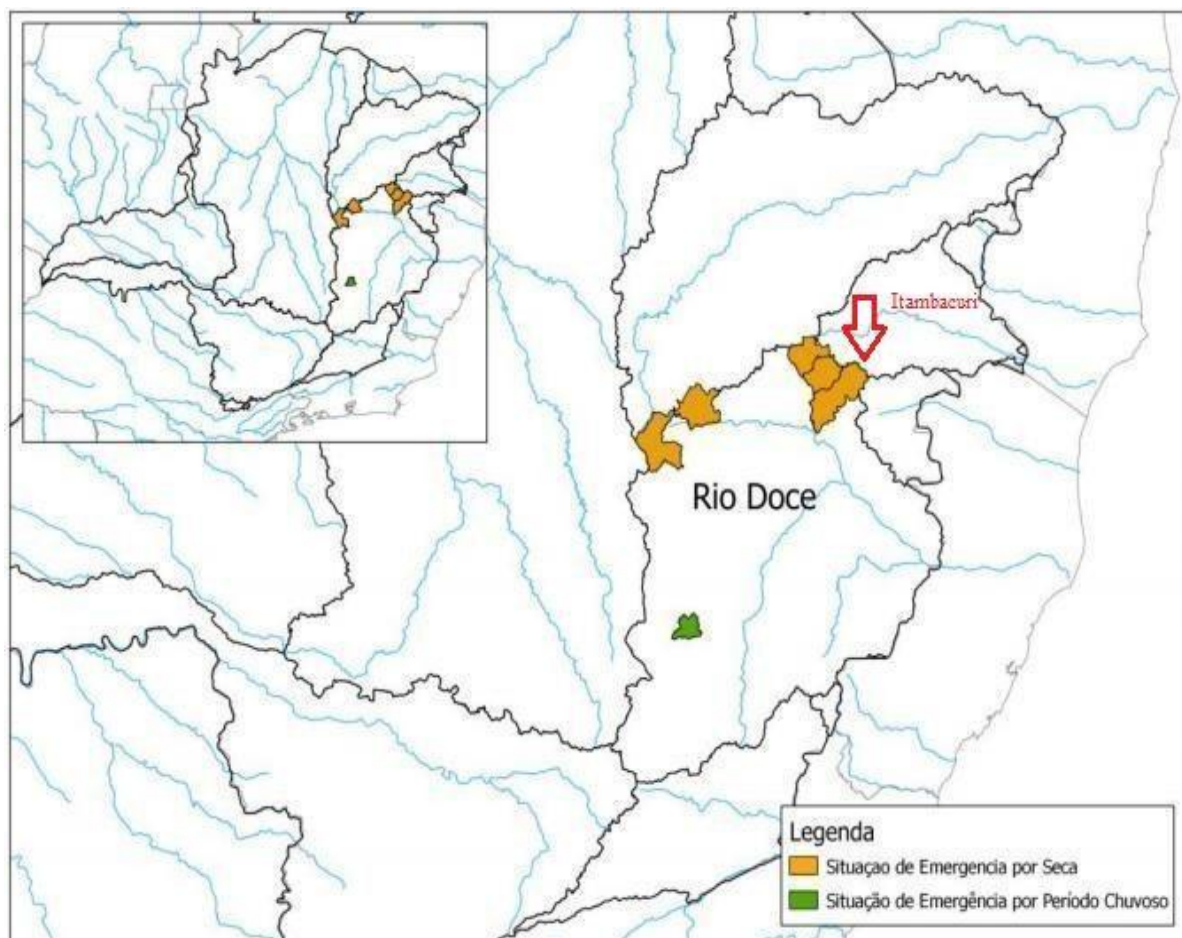 Itambacuri
Rio Doce
Legenda
Situaçao de Emergencia por Seca
Situação de Emergência por Período Chuvoso